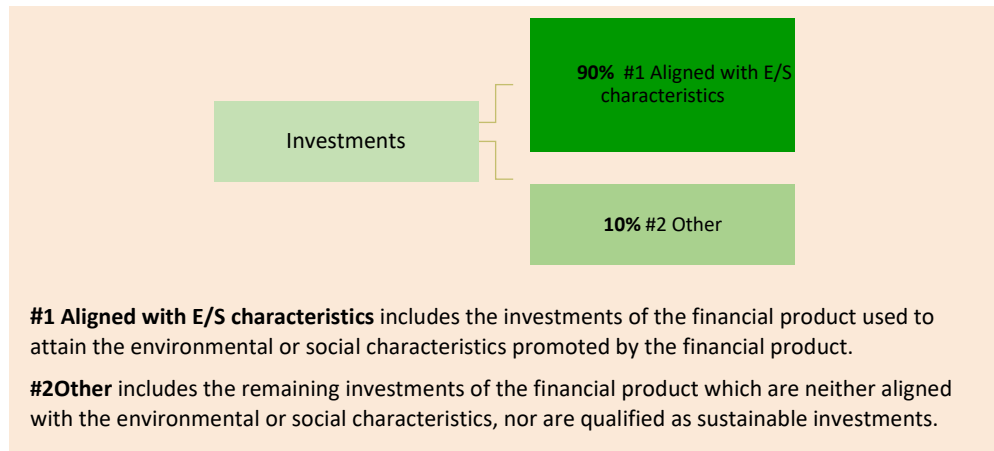 90% #1 Aligned with E/S
characteristics
Investments
10% #2 Other
#1 Aligned with E/S characteristics includes the investments of the financial product used to
attain the environmental or social characteristics promoted by the financial product.
#2Other includes the remaining investments of the financial product which are neither aligned
with the environmental or social characteristics, nor are qualified as sustainable investments.